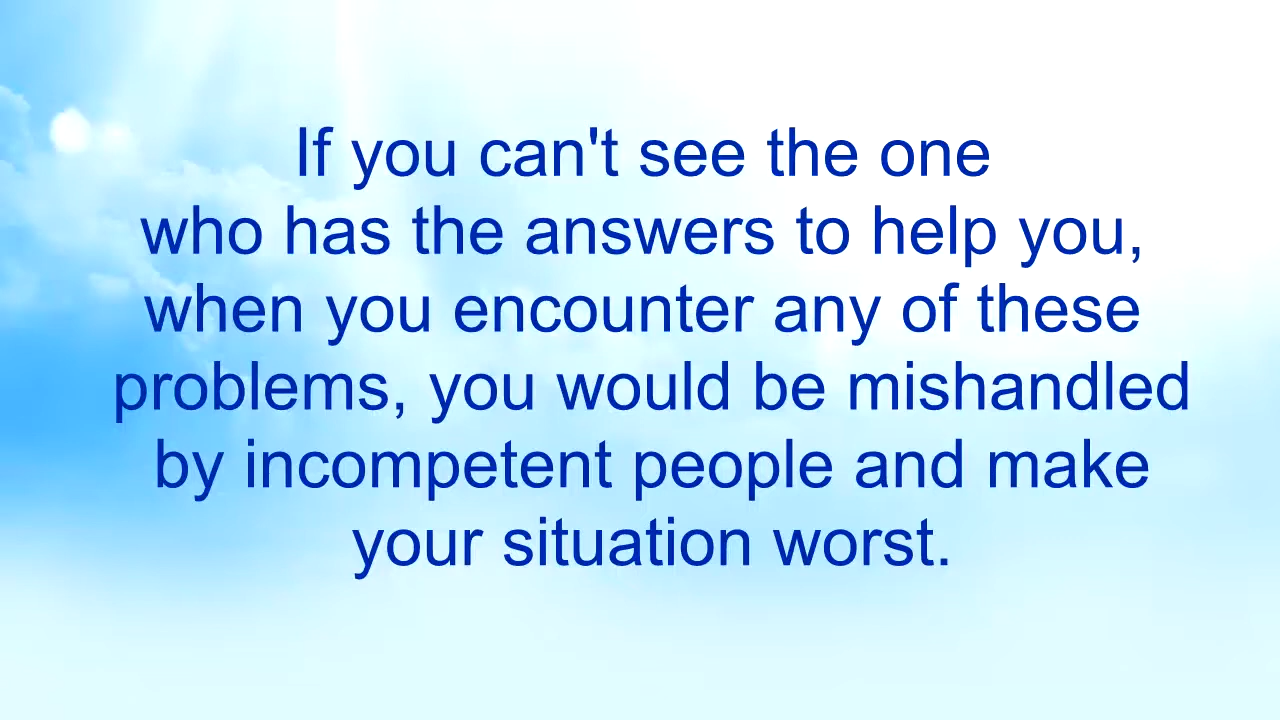 If you can't see the one
who has the answers to help you,
when you encounter any of these
problems, you would be mishandled
by incompetent people and make
your situation worst.